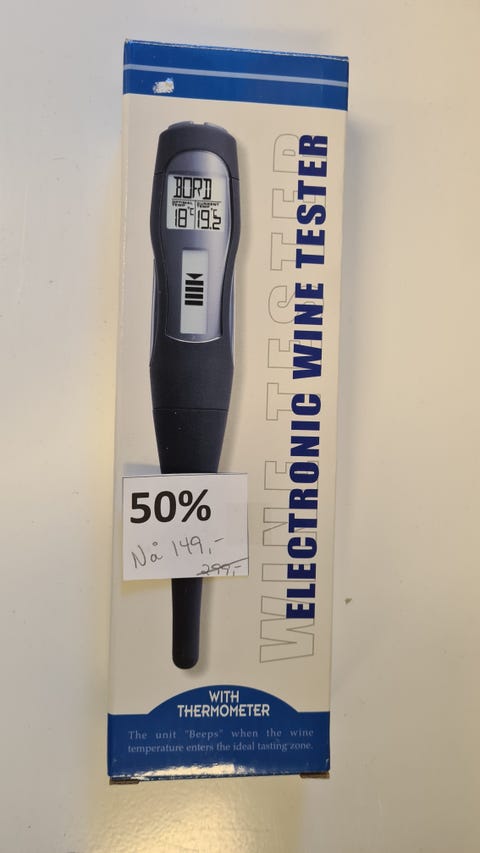 BORD
18°C 19.5
ELECTRONIC WINE TESTER
WINE TESTER
50%
Nå 149,-
299,-
WITH
THERMOMETER
The unit "Beeps" when the wine
temperature enters the ideal tasting zone.